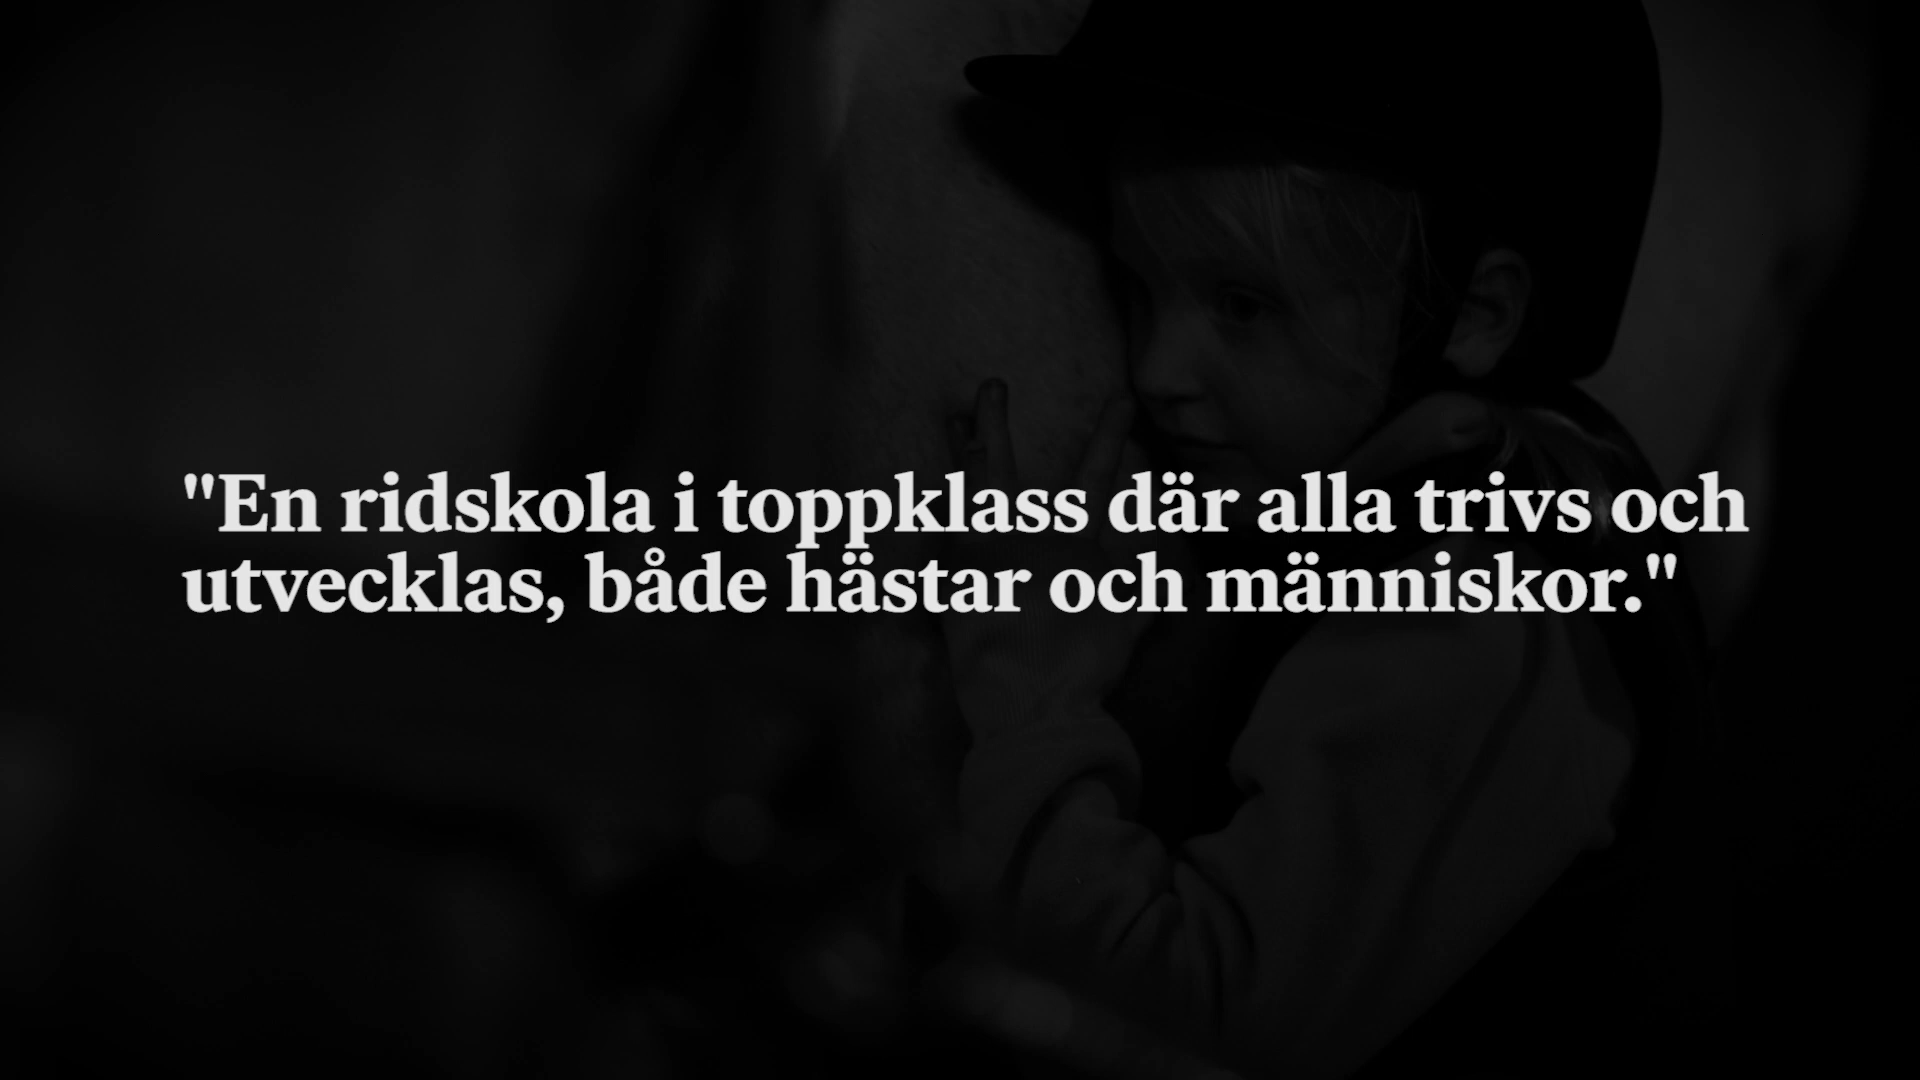 "En ridskola i toppklass där alla trivs och
utvecklas, både hästar och människor."